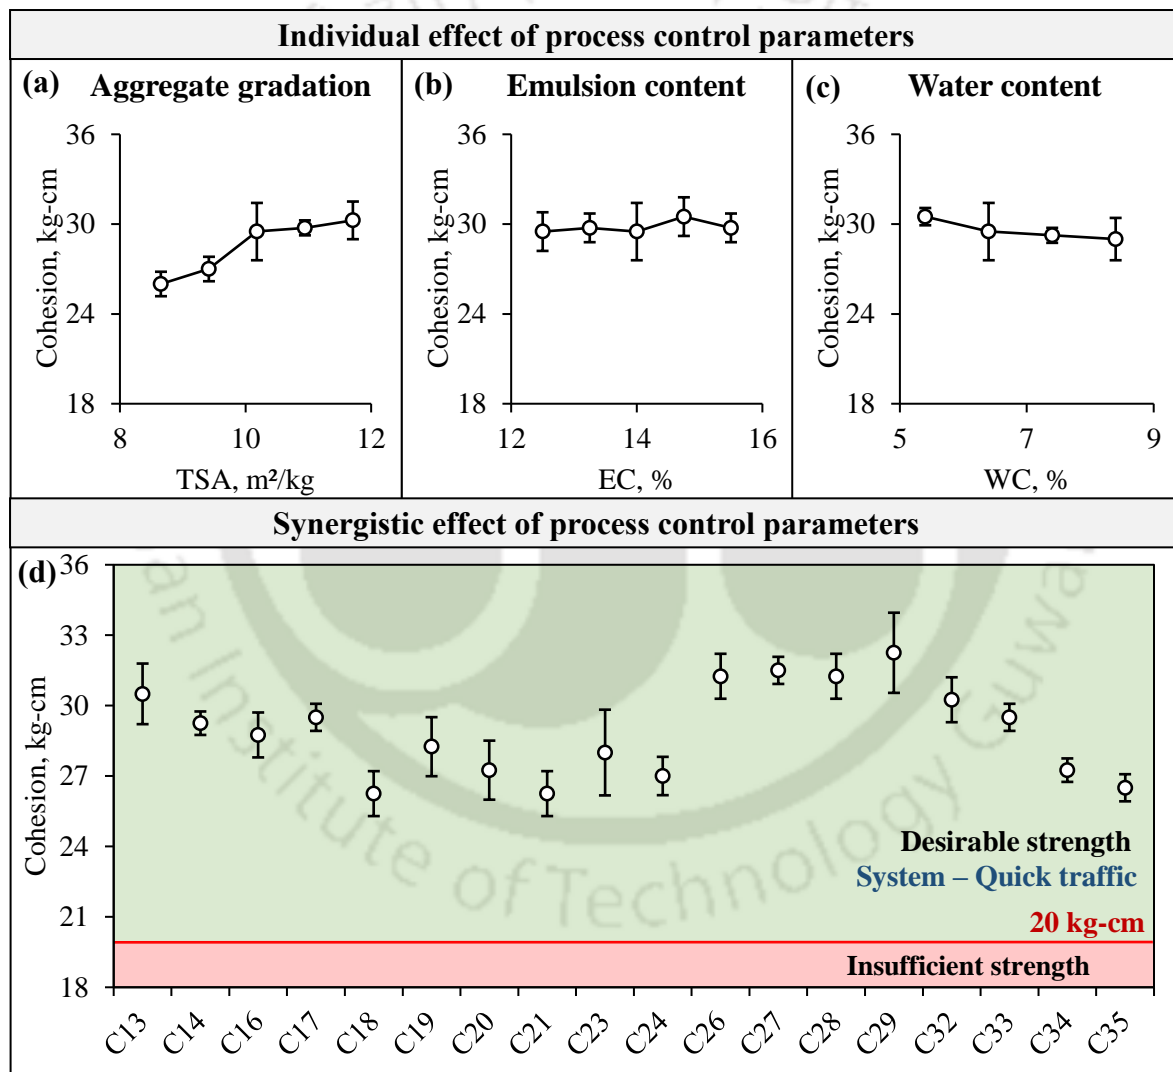 Individual effect of process control parameters
(a) Aggregate gradation
36
30
24
18
Cohesion, kg-cm
8 10 12
TSA, m²/kg
(b) Emulsion content
36
30
24
18
Cohesion, kg-cm
12 14 16
EC, %
(c) Water content
36
30
24
18
Cohesion, kg-cm
5 7 9
WC, %
Synergistic effect of process control parameters
(d)
36
33
30
27
24
21
18
Cohesion, kg-cm
Desirable strength
System – Quick traffic
20 kg-cm
Insufficient strength
C13 C14 C16 C17 C18 C19 C20 C21 C23 C24 C26 C27 C28 C29 C32 C33 C34 C35
Institute of Technology